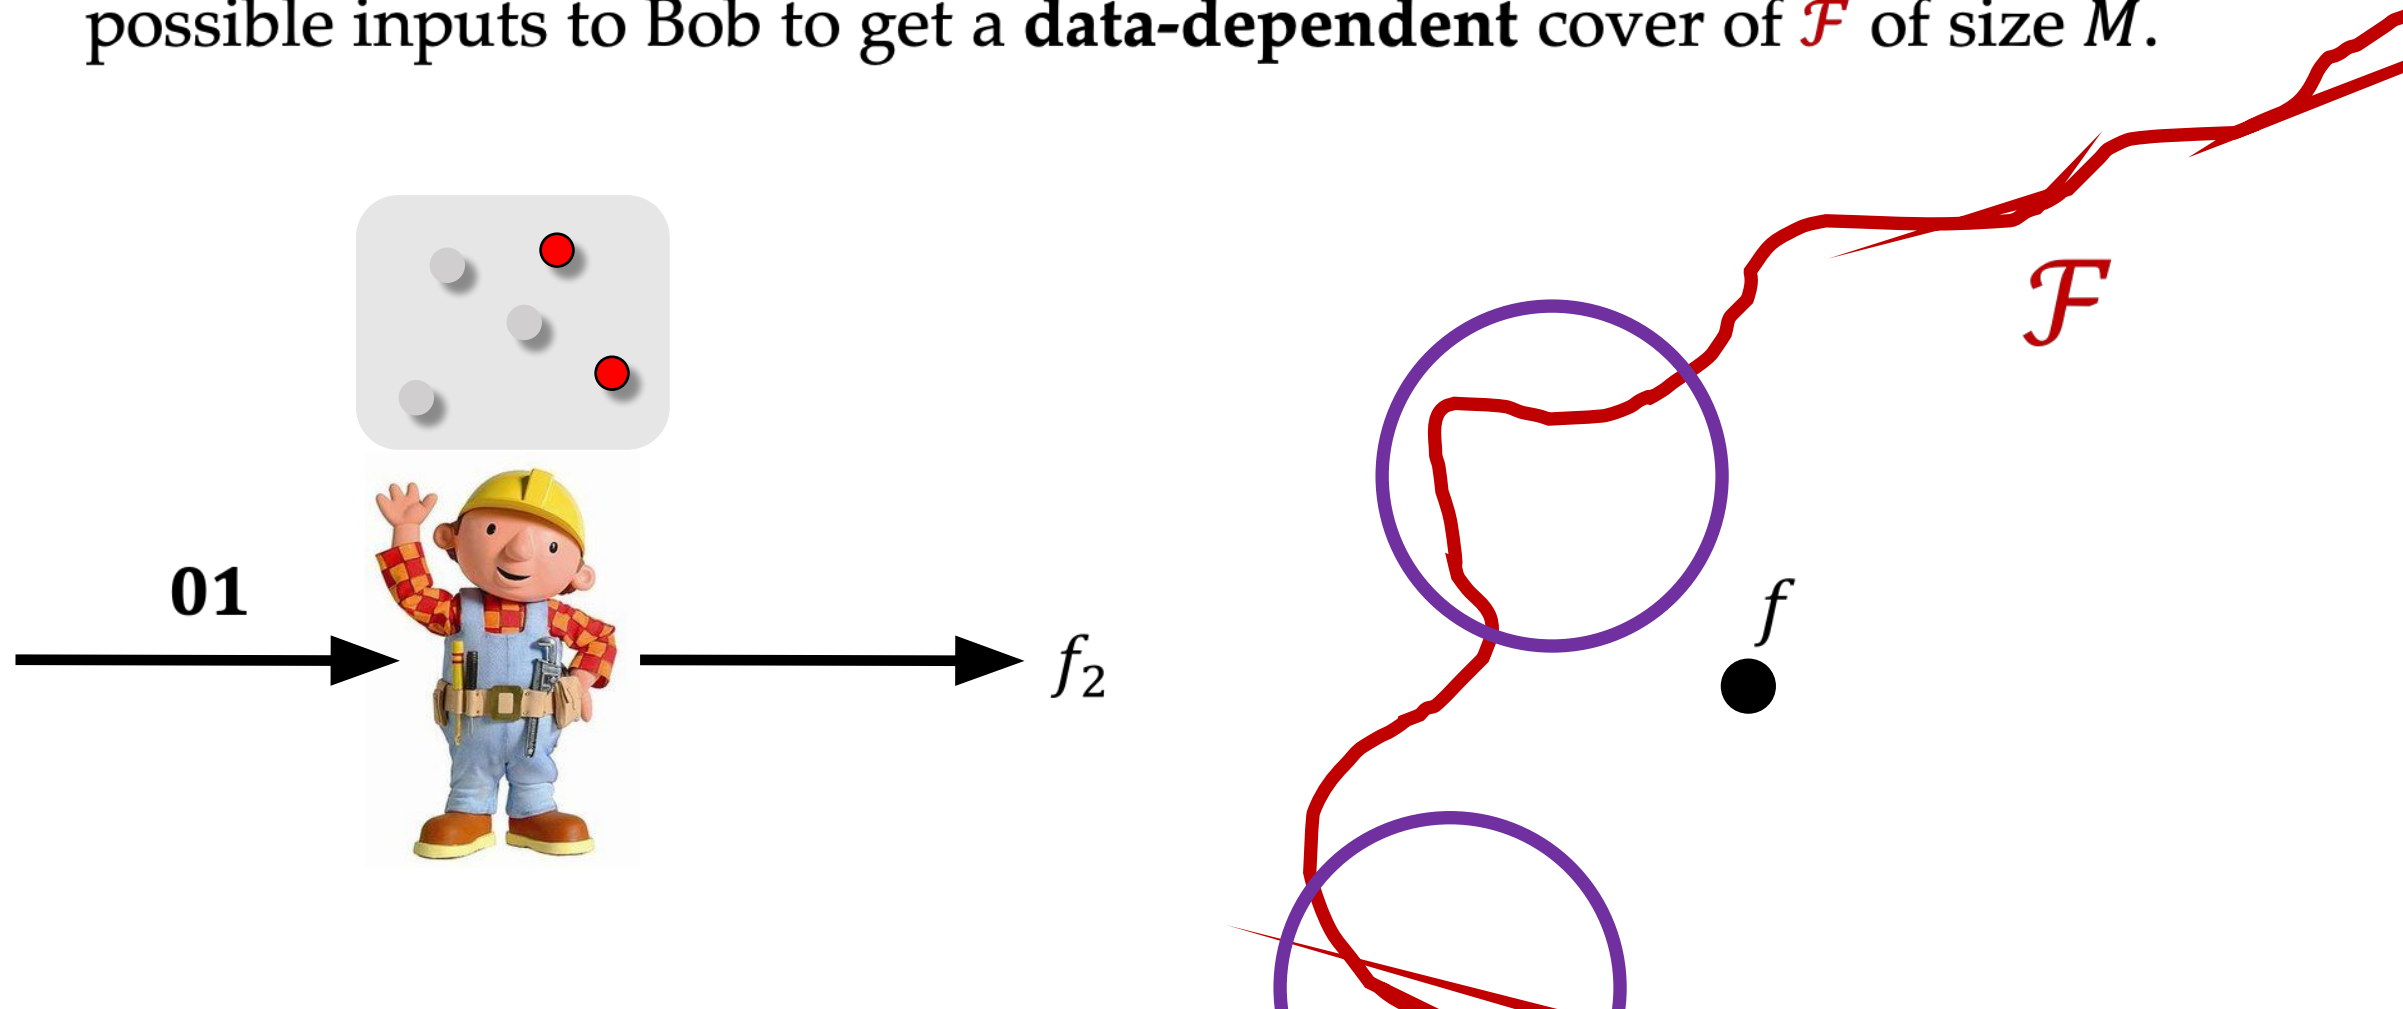 possible inputs to Bob to get a data-dependent cover of ℱ of size M.
ℱ
01
f
f₂